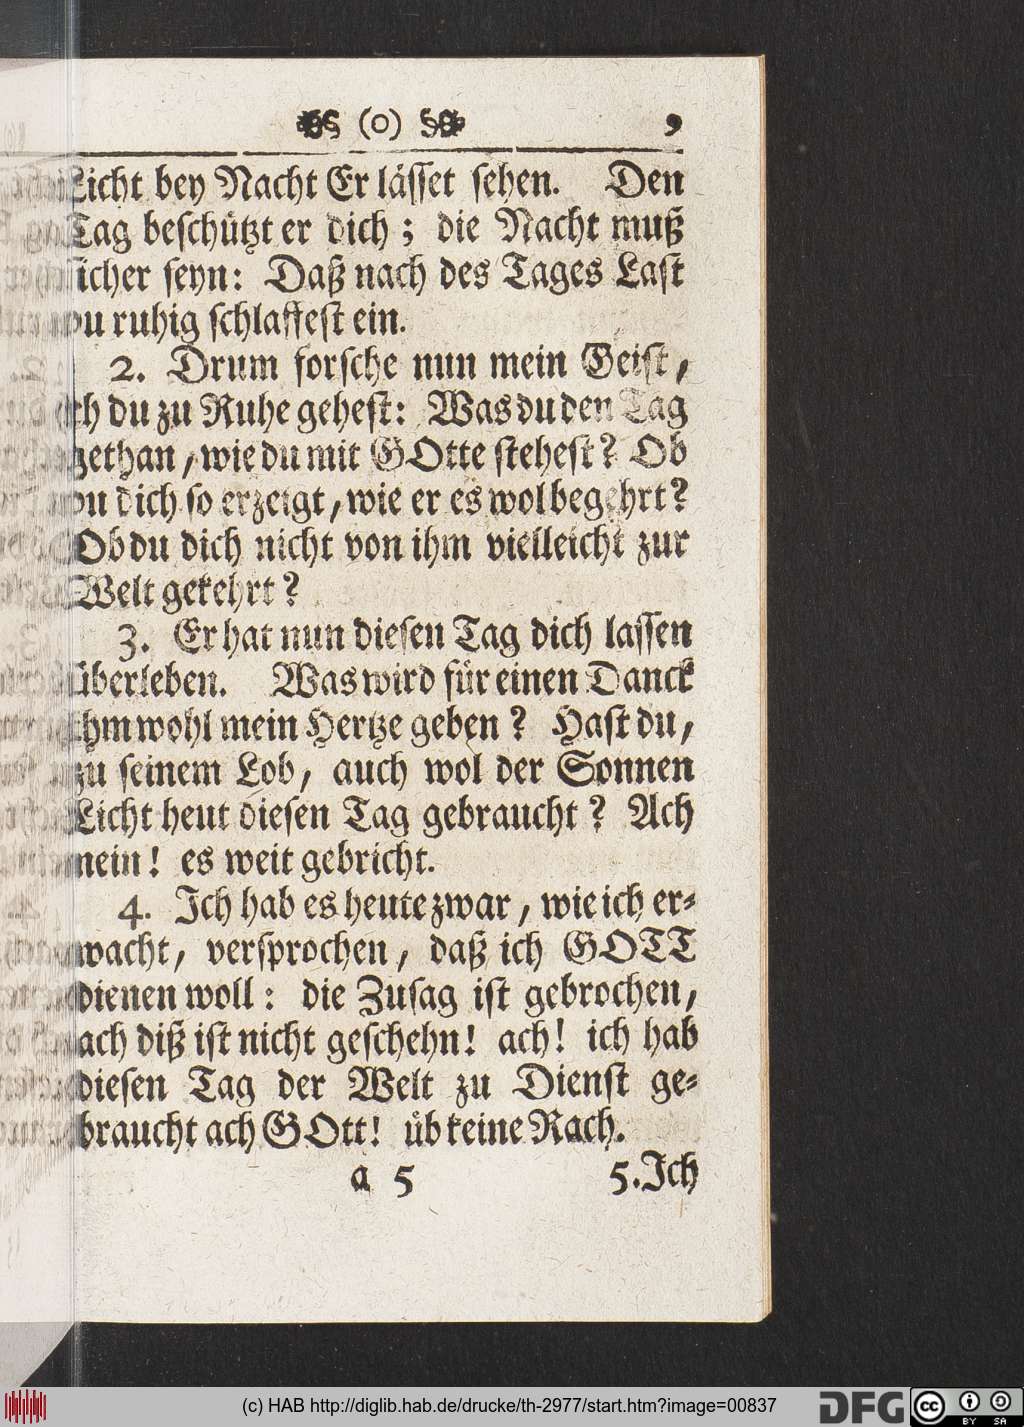 (o) 9
Licht bey Nacht Er lässet sehen. Den
Tag beschützt er dich; die Nacht muß
sicher seyn: Daß nach des Tages Last
du ruhig schlaffest ein.
2. Drum forsche nun mein Geist,
eh du zu Ruhe gehest: Was du den Tag
gethan, wie du mit GOtte stehest? Ob
du dich so erzeigt, wie er es wol begehrt?
Ob du dich nicht von ihm vielleicht zur
Welt gekehrt?
3. Er hat nun diesen Tag dich lassen
überleben. Was wird für einen Danck
ihm wohl mein Hertze geben? Hast du,
zu seinem Lob, auch wol der Sonnen
Licht heut diesen Tag gebraucht? Ach
nein! es weit gebricht.
4. Ich hab es heute zwar, wie ich er-
wacht, versprochen, daß ich GOTT
dienen woll: die Zusag ist gebrochen,
ach diß ist nicht geschehn! ach! ich hab
diesen Tag der Welt zu Dienst ge-
braucht ach GOtt! üb keine Rach.
a 5 5. Ich
(c) HAB http://diglib.hab.de/drucke/th-2977/start.htm?image=00837
DFG cc BY SA